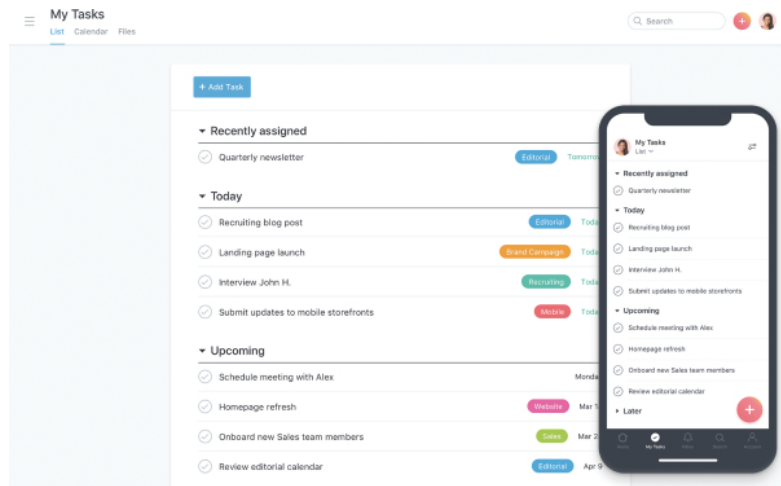 My Tasks
List Calendar Files
Search
+ Add Task
Recently assigned
Quarterly newsletter Editorial
Today
Recruiting blog post Editorial
Landing page launch Brand Campaign
Interview John H. Recruiting
Submit updates to mobile storefronts Mobile
Upcoming
Schedule meeting with Alex
Homepage refresh Website Mar
Onboard new Sales team members Sales Mar
Review editorial calendar Editorial Apr 9
My Tasks
List
Recently assigned
Quarterly newsletter
Today
Recruiting blog post
Landing page launch
Interview John H.
Submit updates to mobile storefronts
Upcoming
Schedule meeting with Alex
Homepage refresh
Onboard new Sales team members
Review editorial calendar
Later
My Tasks